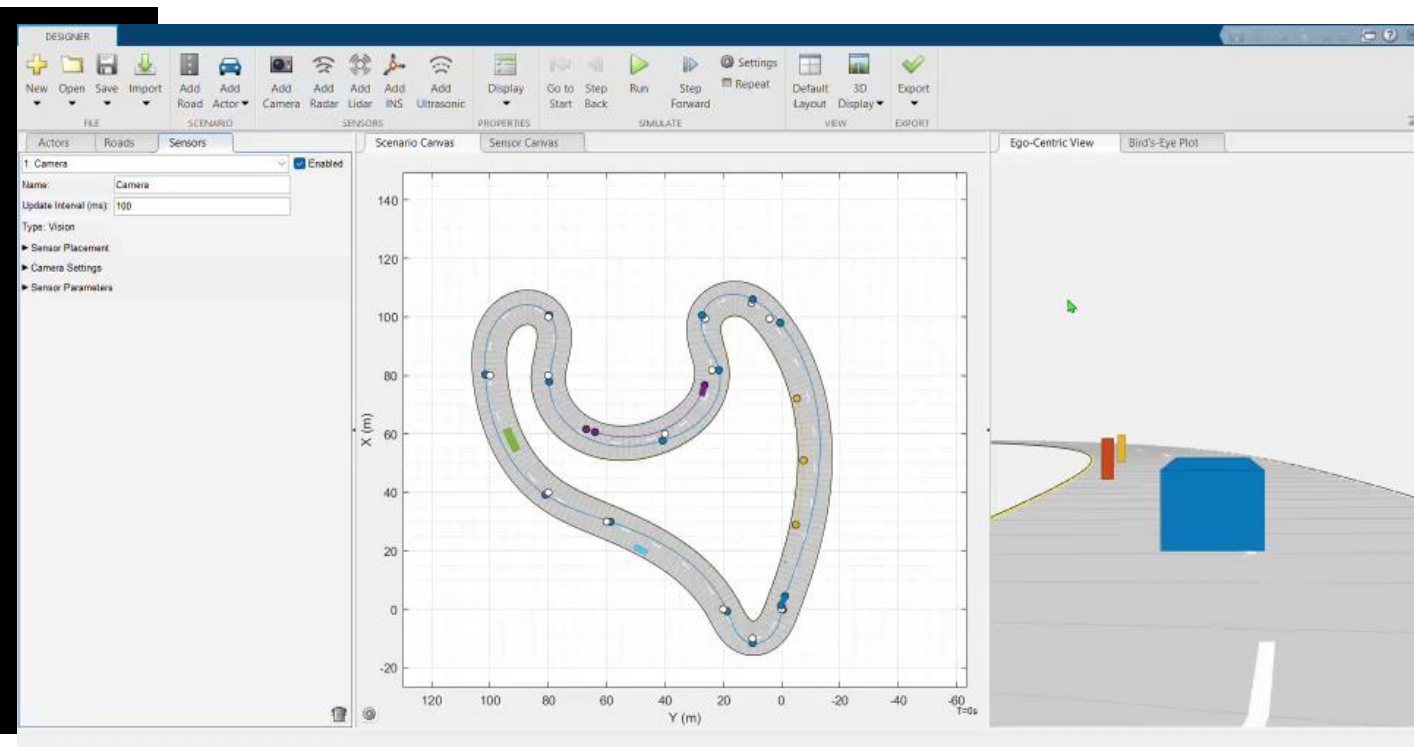 DESIGNER
New Open Save Import Add Road Add Actor Add Camera Add Radar Add Lidar Add INS Add Ultrasonic Display Go to Start Step Back Run Step Forward Settings Repeat Default Layout 3D Display Export
FILE SCENARIO SENSORS PROPERTIES SIMULATE VIEW EXPORT
Actors Roads Sensors Scenario Canvas Sensor Canvas Ego-Centric View Bird's-Eye Plot
1: Camera Enabled
Name: Camera
Update Interval (ms): 100
Type: Vision
Sensor Placement
Camera Settings
Sensor Parameters
140
120
100
80
60
40
20
0
-20
X (m)
120 100 80 60 40 20 0 -20 -40 -60
Y (m)
T=0s